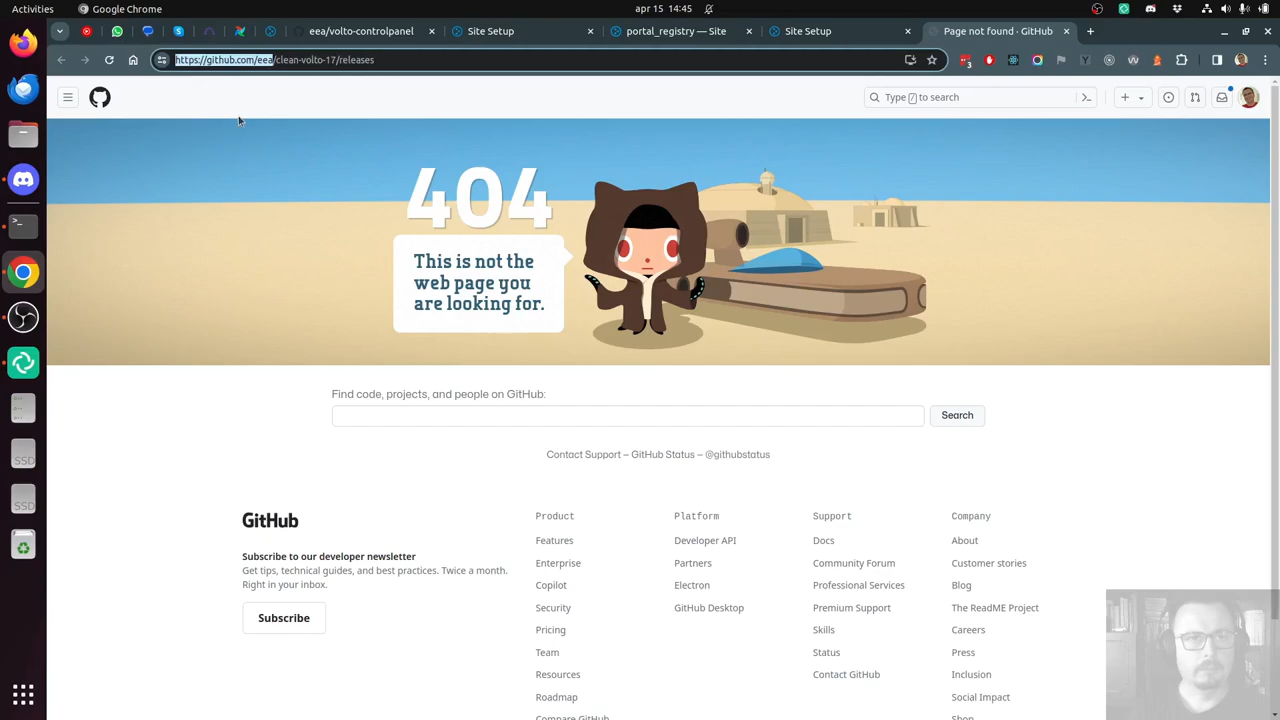 Activities
Google Chrome
apr 15 14:45
eea/volto-controlpanel
Site Setup
portal_registry — Site
Site Setup
Page not found · GitHub
https://github.com/eea/clean-volto-17/releases
3
Type / to search
404
This is not the
web page you
are looking for.
Find code, projects, and people on GitHub:
Search
Contact Support — GitHub Status — @githubstatus
GitHub
Subscribe to our developer newsletter
Get tips, technical guides, and best practices. Twice a month.
Right in your inbox.
Subscribe
Product
Features
Enterprise
Copilot
Security
Pricing
Team
Resources
Roadmap
Compare GitHub
Platform
Developer API
Partners
Electron
GitHub Desktop
Support
Docs
Community Forum
Professional Services
Premium Support
Skills
Status
Contact GitHub
Company
About
Customer stories
Blog
The ReadME Project
Careers
Press
Inclusion
Social Impact
Shop
SSD
SSD